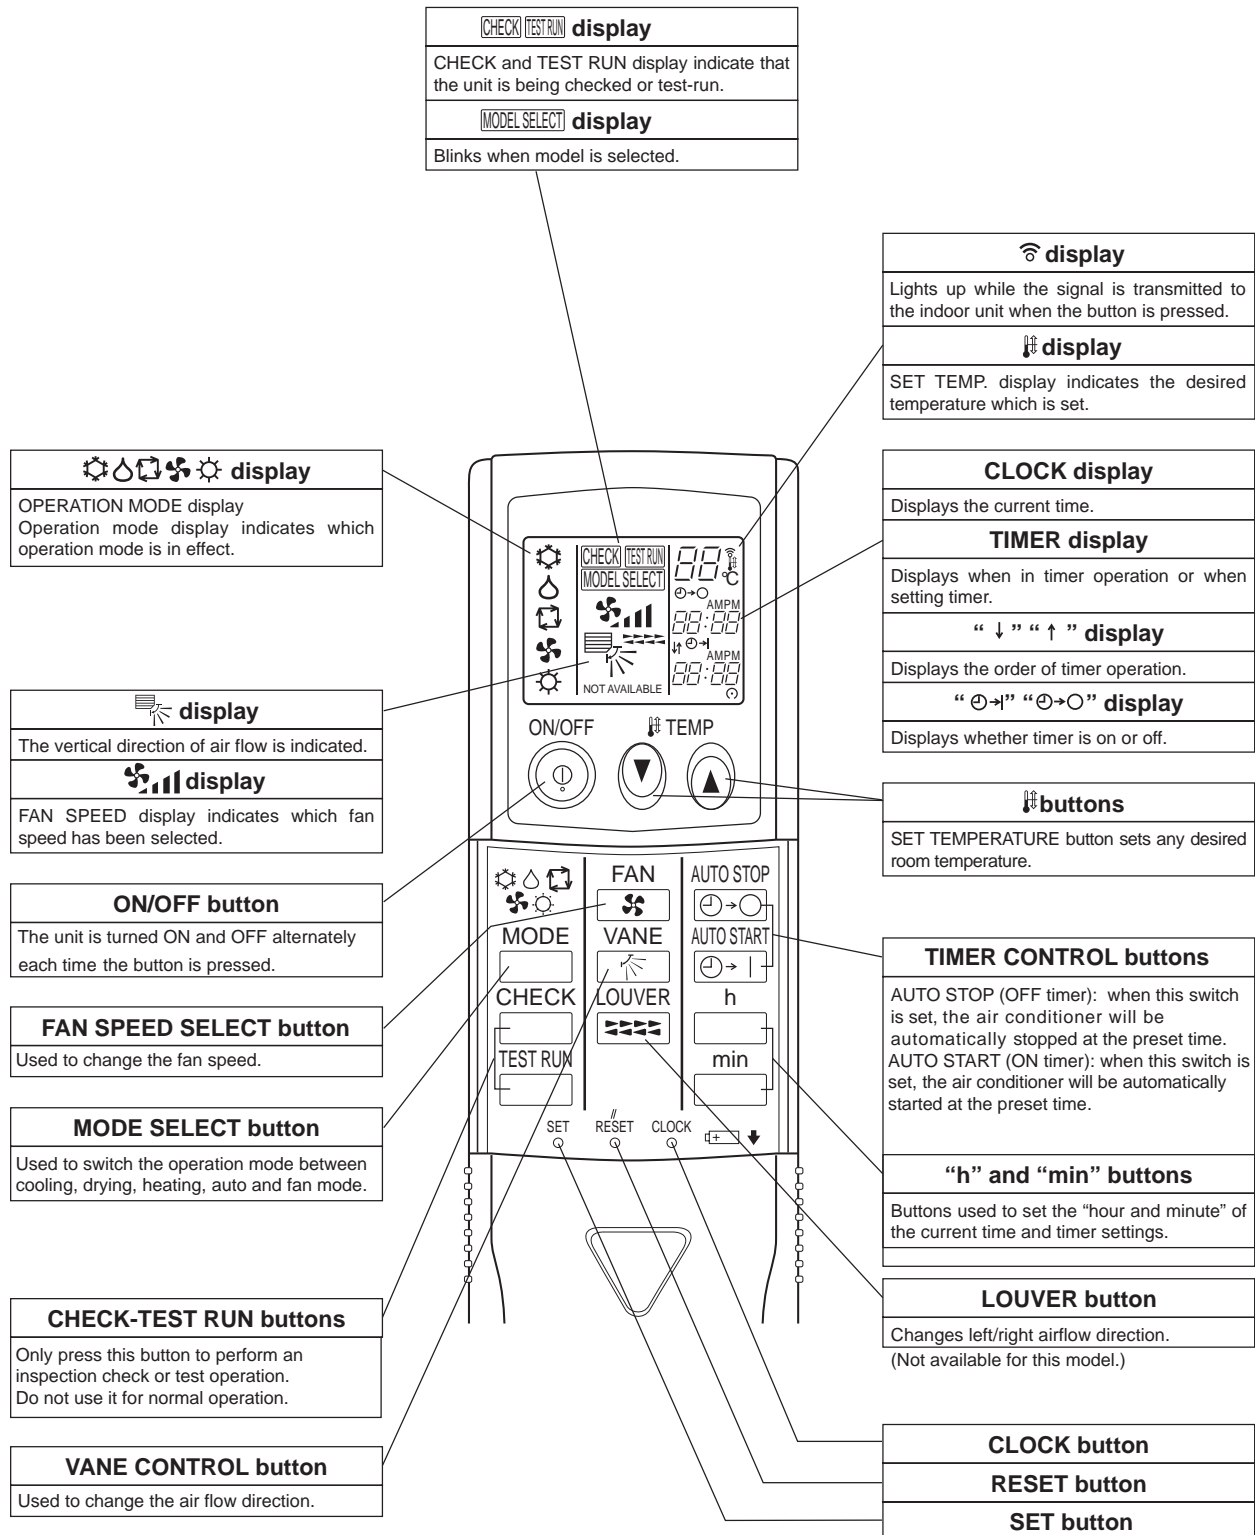 CHECK TEST RUN display
CHECK and TEST RUN display indicate that
the unit is being checked or test-run.
MODEL SELECT display
Blinks when model is selected.
display
Lights up while the signal is transmitted to
the indoor unit when the button is pressed.
display
SET TEMP. display indicates the desired
temperature which is set.
display
OPERATION MODE display
Operation mode display indicates which
operation mode is in effect.
CLOCK display
Displays the current time.
TIMER display
Displays when in timer operation or when
setting timer.
“ ↓ ” “ ↑ ” display
Displays the order of timer operation.
“ ” “ ” display
Displays whether timer is on or off.
display
The vertical direction of air flow is indicated.
display
FAN SPEED display indicates which fan
speed has been selected.
buttons
SET TEMPERATURE button sets any desired
room temperature.
CHECK TEST RUN
MODEL SELECT
88 °C
AMPM
88:88
AMPM
88:88
NOT AVAILABLE
ON/OFF
TEMP
ON/OFF button
The unit is turned ON and OFF alternately
each time the button is pressed.
FAN SPEED SELECT button
Used to change the fan speed.
MODE SELECT button
Used to switch the operation mode between
cooling, drying, heating, auto and fan mode.
FAN
AUTO STOP
MODE
VANE
AUTO START
CHECK
LOUVER
h
TEST RUN
min
SET
RESET
CLOCK
TIMER CONTROL buttons
AUTO STOP (OFF timer): when this switch
is set, the air conditioner will be
automatically stopped at the preset time.
AUTO START (ON timer): when this switch is
set, the air conditioner will be automatically
started at the preset time.
“h” and “min” buttons
Buttons used to set the “hour and minute” of
the current time and timer settings.
CHECK-TEST RUN buttons
Only press this button to perform an
inspection check or test operation.
Do not use it for normal operation.
LOUVER button
Changes left/right airflow direction.
(Not available for this model.)
VANE CONTROL button
Used to change the air flow direction.
CLOCK button
RESET button
SET button